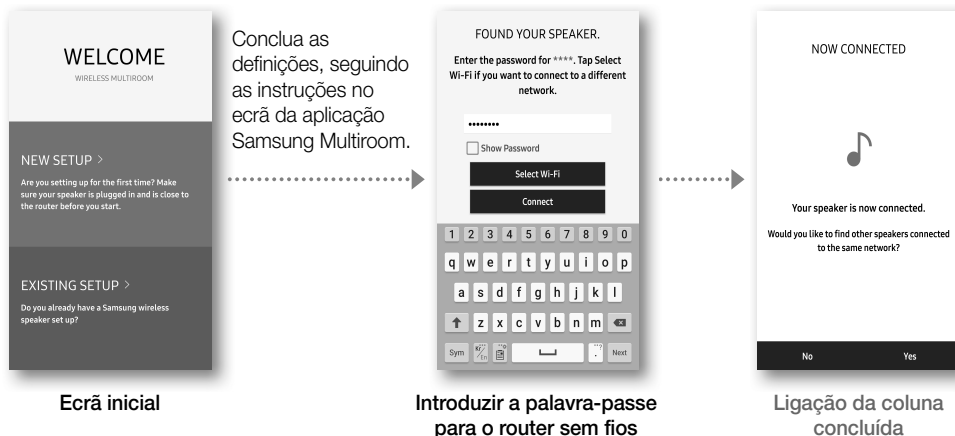 WELCOME
WIRELESS MULTIROOM
NEW SETUP >
Are you setting up for the first time? Make
sure your speaker is plugged in and is close to
the router before you start.
EXISTING SETUP >
Do you already have a Samsung wireless
speaker set up?
Ecrã inicial
Conclua as
definições, seguindo
as instruções no
ecrã da aplicação
Samsung Multiroom.
FOUND YOUR SPEAKER.
Enter the password for ****. Tap Select
Wi-Fi if you want to connect to a different
network.
••••••••
Show Password
Select Wi-Fi
Connect
1 2 3 4 5 6 7 8 9 0
q w e r t y u i o p
a s d f g h j k l
z x c v b n m
Sym En . Next
Introduzir a palavra-passe
para o router sem fios
NOW CONNECTED
Your speaker is now connected.
Would you like to find other speakers connected
to the same network?
No Yes
Ligação da coluna
concluída